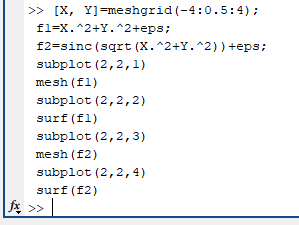 >> [X, Y]=meshgrid(-4:0.5:4);
f1=X.^2+Y.^2+eps;
f2=sinc(sqrt(X.^2+Y.^2))+eps;
subplot(2,2,1)
mesh(f1)
subplot(2,2,2)
surf(f1)
subplot(2,2,3)
mesh(f2)
subplot(2,2,4)
surf(f2)
fx >>